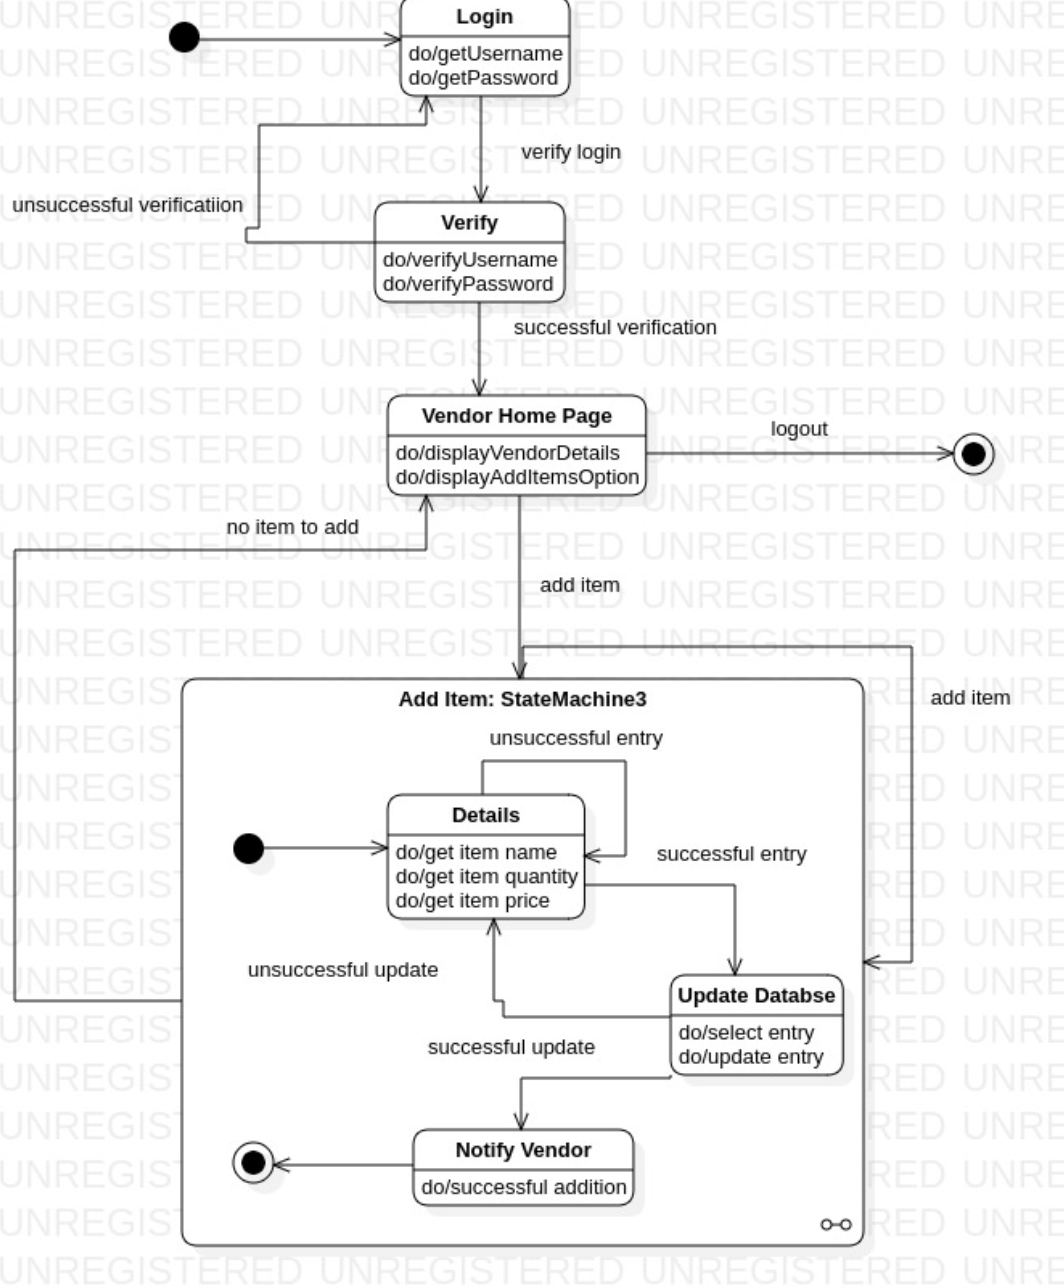 Login
do/getUsername
do/getPassword
verify login
unsuccessful verificatiion
Verify
do/verifyUsername
do/verifyPassword
successful verification
Vendor Home Page
do/displayVendorDetails
do/displayAddItemsOption
logout
no item to add
add item
Add Item: StateMachine3
add item
unsuccessful entry
Details
do/get item name
do/get item quantity
do/get item price
successful entry
unsuccessful update
Update Databse
do/select entry
do/update entry
successful update
Notify Vendor
do/successful addition
UNREGISTERED UNREGISTERED UNREGISTERED UNRE